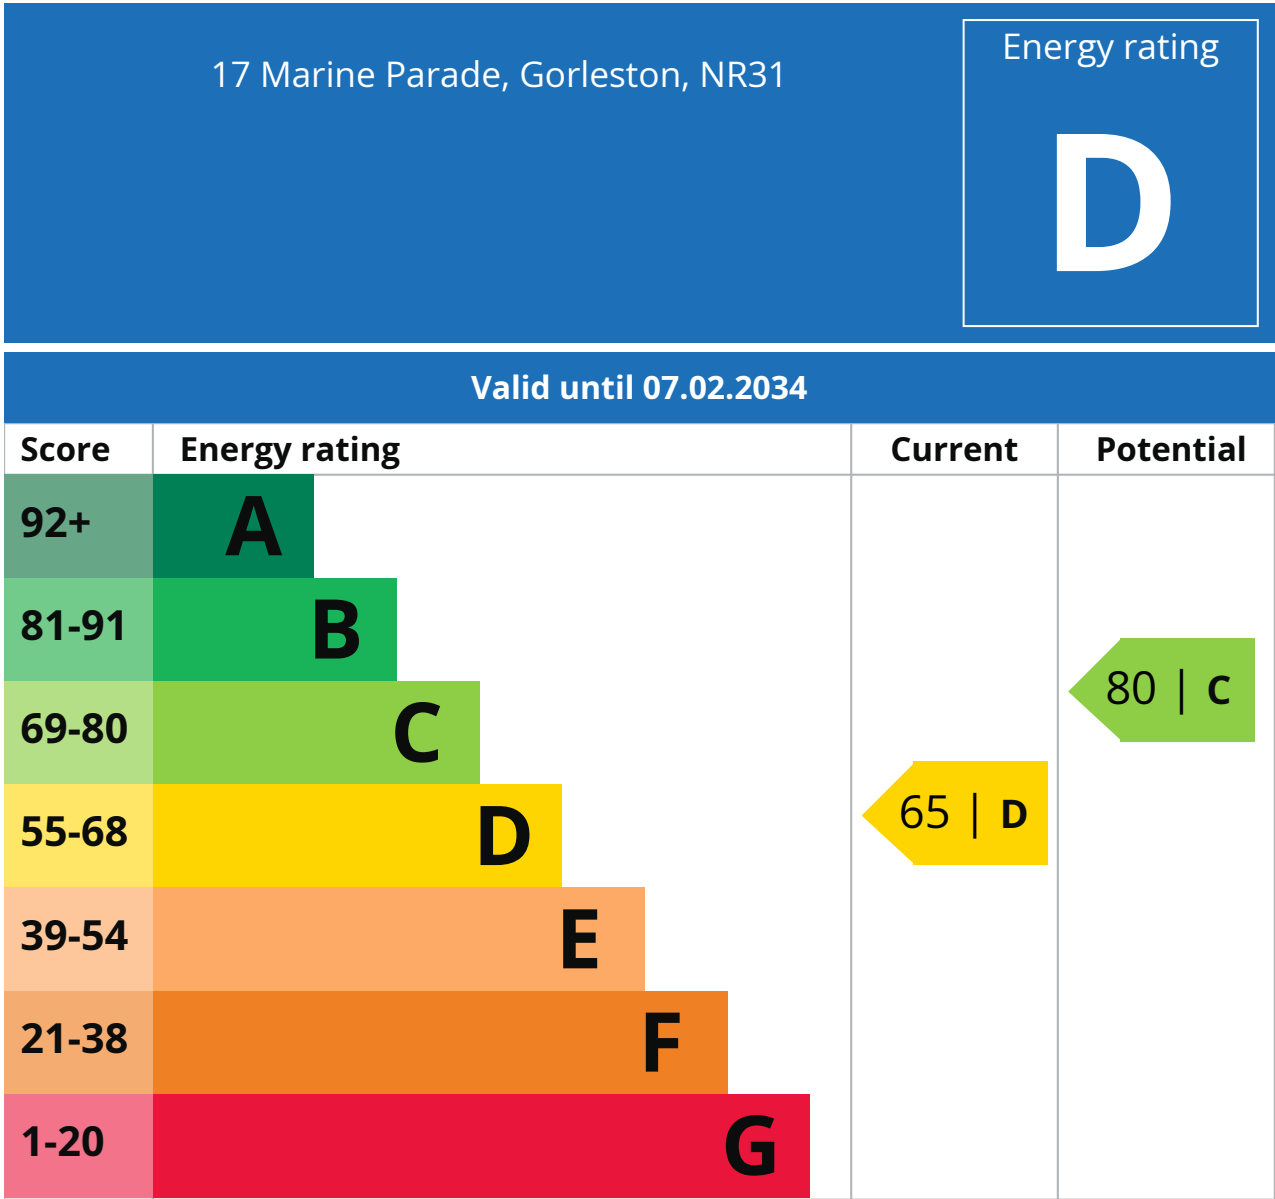 17 Marine Parade, Gorleston, NR31
Energy rating
D
Valid until 07.02.2034
Score Energy rating Current Potential
92+ A
81-91 B
69-80 C
80 | C
55-68 D
65 | D
39-54 E
21-38 F
1-20 G